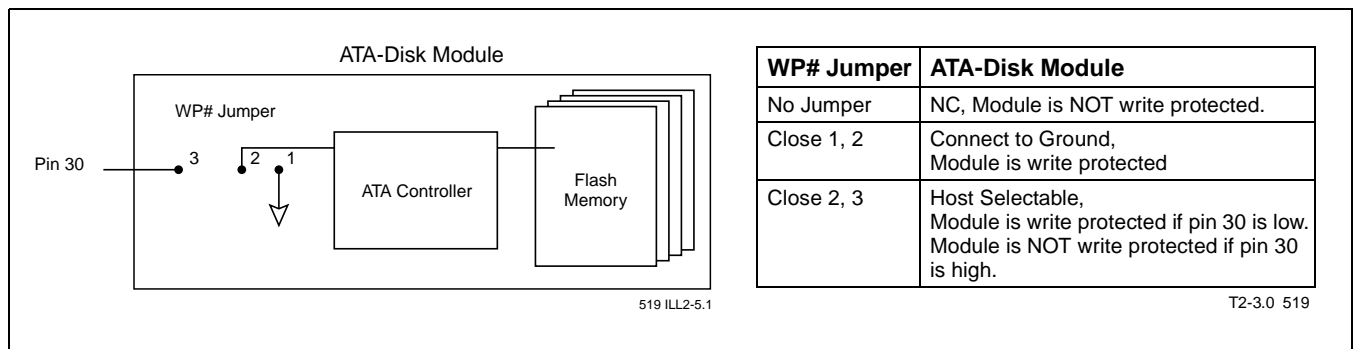 ATA-Disk Module
WP# Jumper
Pin 30
3
2
1
ATA Controller
Flash
Memory
519 ILL2-5.1
WP# Jumper ATA-Disk Module
No Jumper NC, Module is NOT write protected.
Close 1, 2 Connect to Ground,
Module is write protected
Close 2, 3 Host Selectable,
Module is write protected if pin 30 is low.
Module is NOT write protected if pin 30
is high.
T2-3.0 519